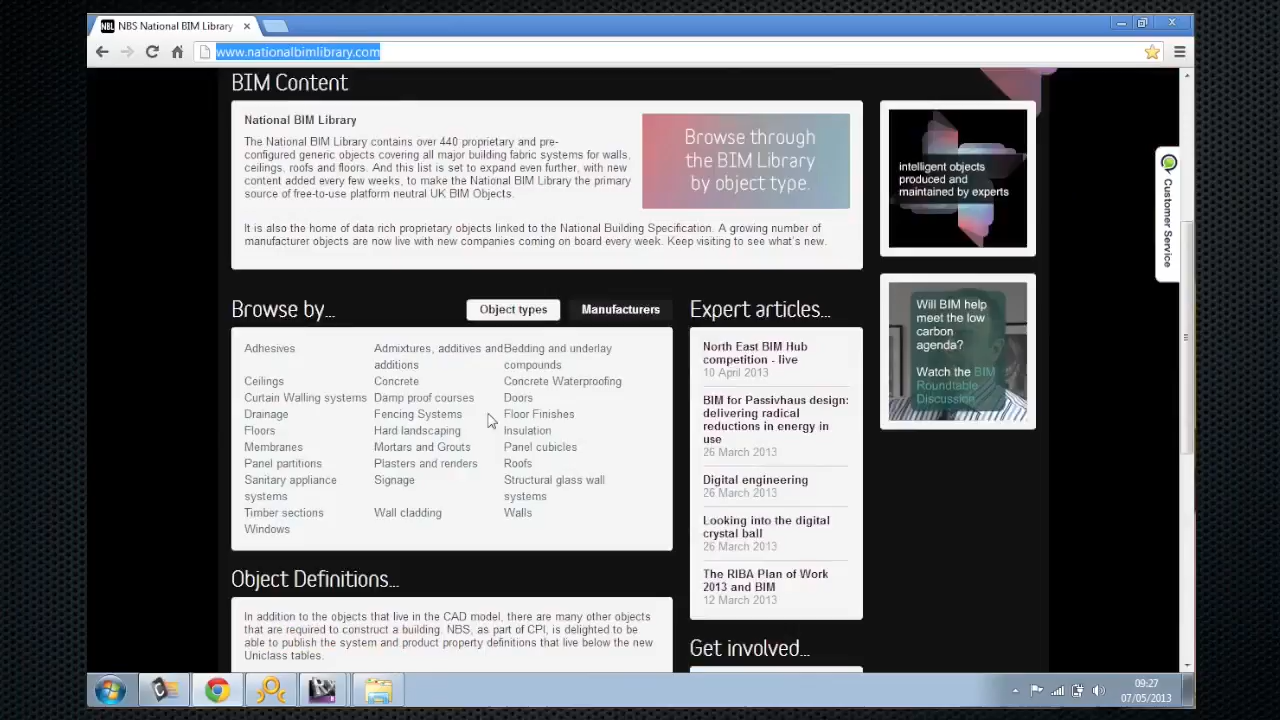 NBL NBS National BIM Library
www.nationalbimlibrary.com
BIM Content
National BIM Library
The National BIM Library contains over 440 proprietary and pre-
configured generic objects covering all major building fabric systems for walls,
ceilings, roofs and floors. And this list is set to expand even further, with new
content added every few weeks, to make the National BIM Library the primary
source of free-to-use platform neutral UK BIM Objects.
It is also the home of data rich proprietary objects linked to the National Building Specification. A growing number of
manufacturer objects are now live with new companies coming on board every week. Keep visiting to see what's new.
Browse through
the BIM Library
by object type.
intelligent objects
produced and
maintained by experts
Customer Service
Browse by...
Object types
Manufacturers
Adhesives
Admixtures, additives and
additions
Bedding and underlay
compounds
Ceilings
Concrete
Concrete Waterproofing
Curtain Walling systems
Damp proof courses
Doors
Drainage
Fencing Systems
Floor Finishes
Floors
Hard landscaping
Insulation
Membranes
Mortars and Grouts
Panel cubicles
Panel partitions
Plasters and renders
Roofs
Sanitary appliance
systems
Signage
Structural glass wall
systems
Timber sections
Wall cladding
Walls
Windows
Expert articles...
North East BIM Hub
competition - live
10 April 2013
BIM for Passivhaus design:
delivering radical
reductions in energy in
use
26 March 2013
Digital engineering
26 March 2013
Looking into the digital
crystal ball
26 March 2013
The RIBA Plan of Work
2013 and BIM
12 March 2013
Will BIM help
meet the low
carbon
agenda?
Watch the BIM
Roundtable
Discussion
Object Definitions...
In addition to the objects that live in the CAD model, there are many other objects
that are required to construct a building. NBS, as part of CPI, is delighted to be
able to publish the system and product property definitions that live below the new
Uniclass tables.
Get involved...
09:27
07/05/2013